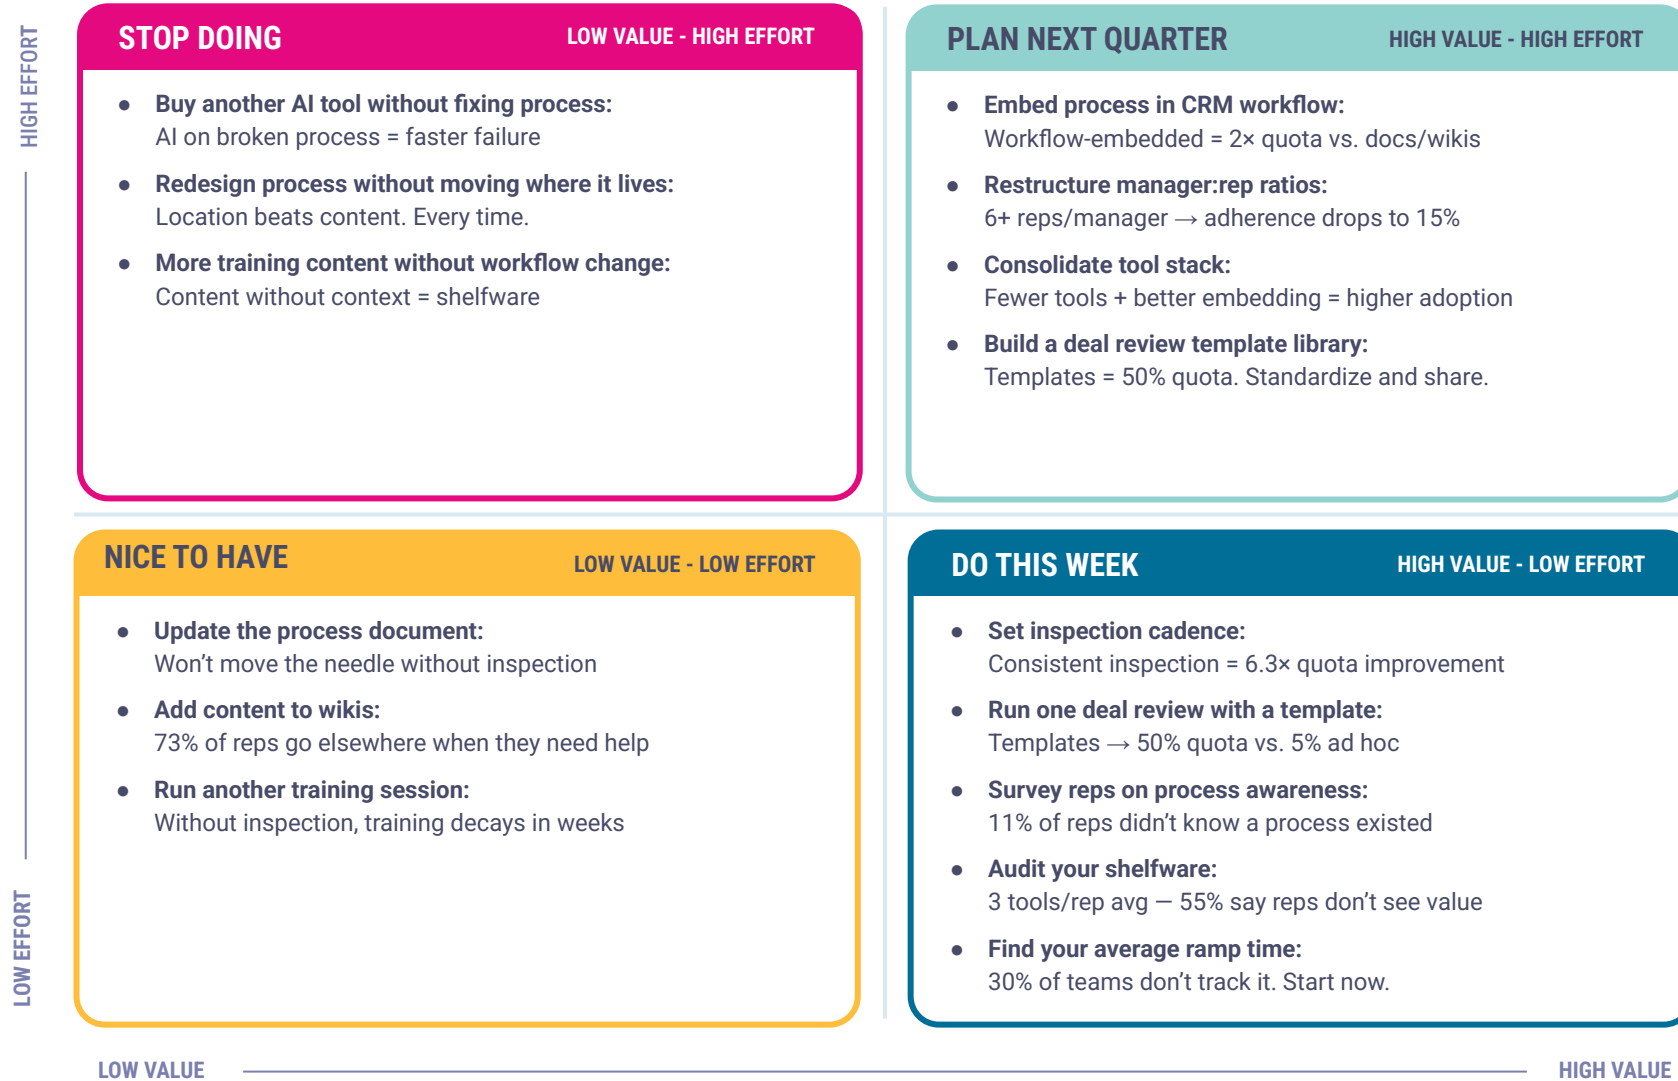 HIGH EFFORT
STOP DOING
LOW VALUE - HIGH EFFORT
● Buy another AI tool without fixing process:
AI on broken process = faster failure
● Redesign process without moving where it lives:
Location beats content. Every time.
● More training content without workflow change:
Content without context = shelfware
PLAN NEXT QUARTER
HIGH VALUE - HIGH EFFORT
● Embed process in CRM workflow:
Workflow-embedded = 2× quota vs. docs/wikis
● Restructure manager:rep ratios:
6+ reps/manager → adherence drops to 15%
● Consolidate tool stack:
Fewer tools + better embedding = higher adoption
● Build a deal review template library:
Templates = 50% quota. Standardize and share.
LOW EFFORT
NICE TO HAVE
LOW VALUE - LOW EFFORT
● Update the process document:
Won’t move the needle without inspection
● Add content to wikis:
73% of reps go elsewhere when they need help
● Run another training session:
Without inspection, training decays in weeks
DO THIS WEEK
HIGH VALUE - LOW EFFORT
● Set inspection cadence:
Consistent inspection = 6.3× quota improvement
● Run one deal review with a template:
Templates → 50% quota vs. 5% ad hoc
● Survey reps on process awareness:
11% of reps didn’t know a process existed
● Audit your shelfware:
3 tools/rep avg — 55% say reps don’t see value
● Find your average ramp time:
30% of teams don’t track it. Start now.
LOW VALUE
HIGH VALUE